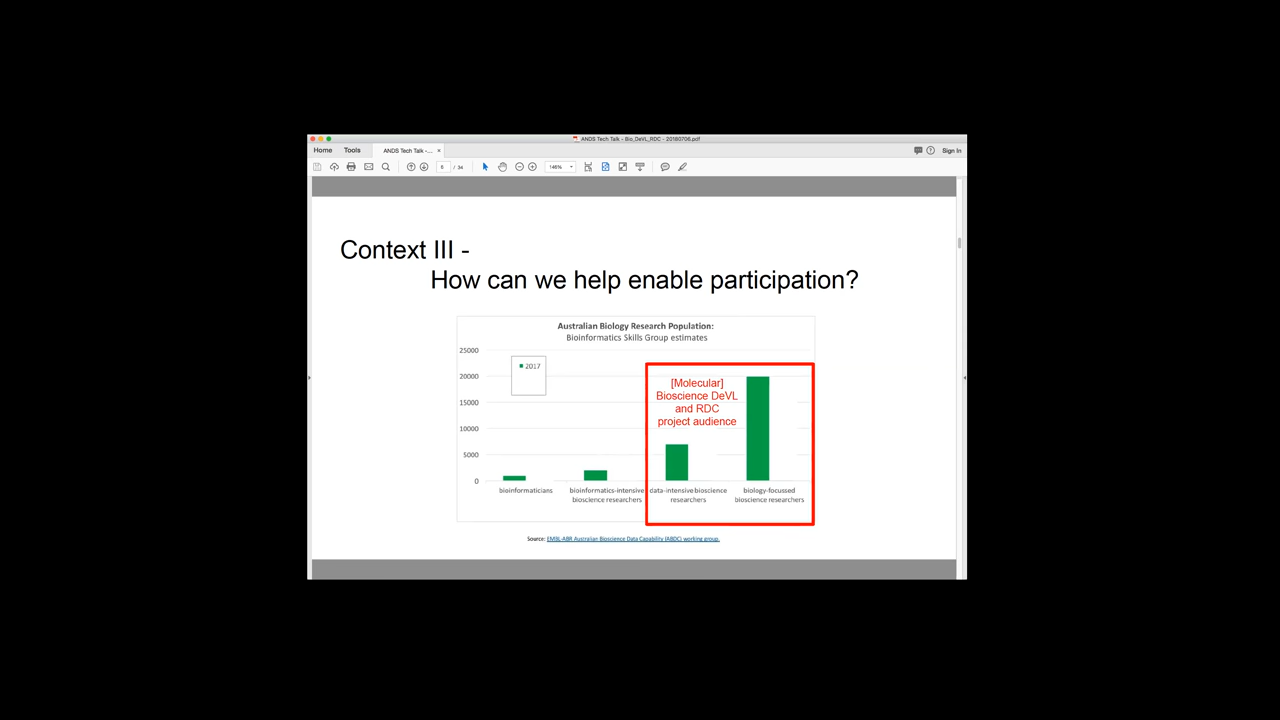 ANDS Tech Talk - Bio_DeVL_RDC - 20180706.pdf
Home Tools ANDS Tech Talk -... × Sign In
6 / 34 146%
Context III -
How can we help enable participation?
Australian Biology Research Population:
Bioinformatics Skills Group estimates
25000
20000
15000
10000
5000
0
2017
[Molecular]
Bioscience DeVL
and RDC
project audience
bioinformaticians
bioinformatics-intensive
bioscience researchers
data-intensive bioscience
researchers
biology-focussed
bioscience researchers
Source: EMBL-ABR Australian Bioscience Data Capability (ABDC) working group.